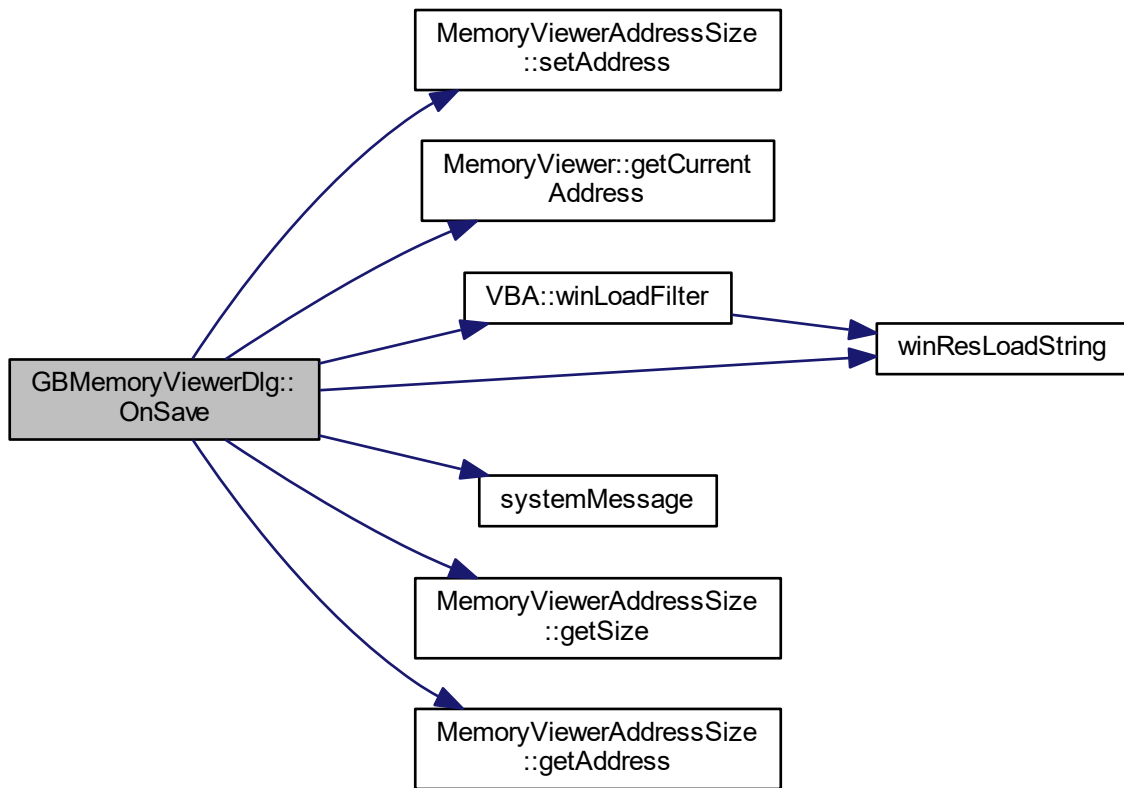 MemoryViewerAddressSize
::setAddress
MemoryViewer::getCurrent
Address
VBA::winLoadFilter
winResLoadString
GBMemoryViewerDlg::
OnSave
systemMessage
MemoryViewerAddressSize
::getSize
MemoryViewerAddressSize
::getAddress